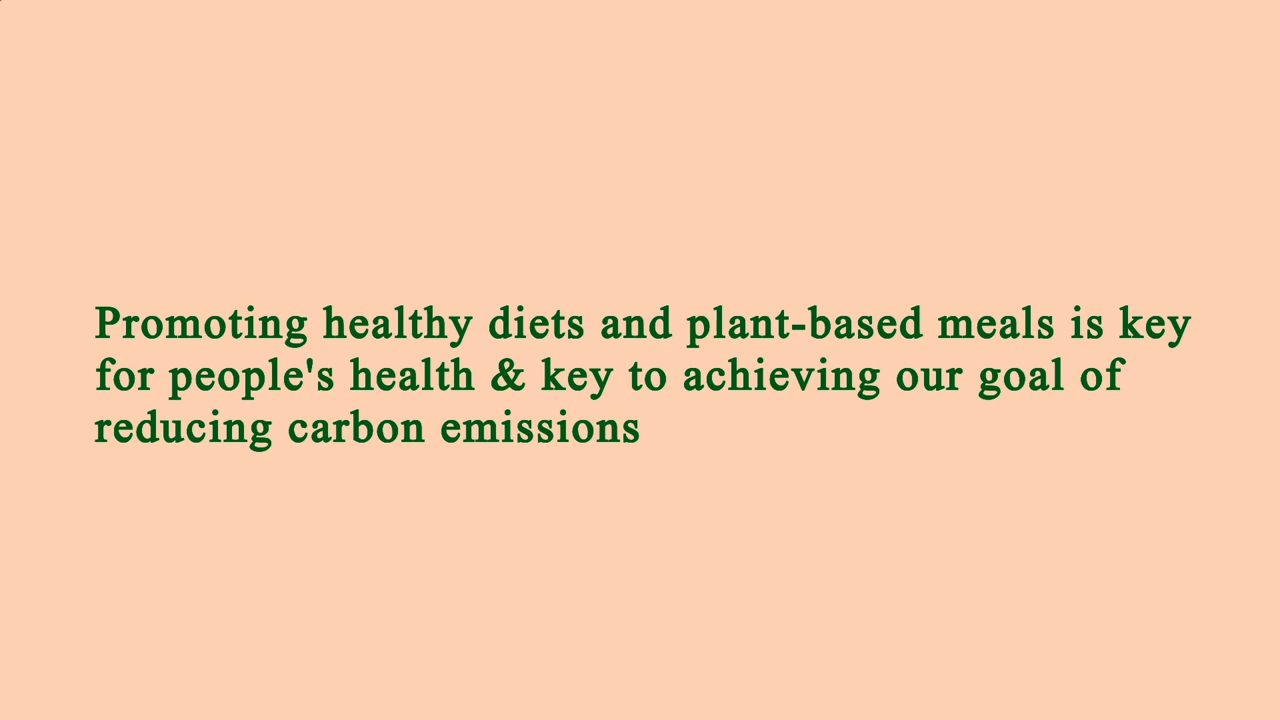 Promoting healthy diets and plant-based meals is key
for people's health & key to achieving our goal of
reducing carbon emissions